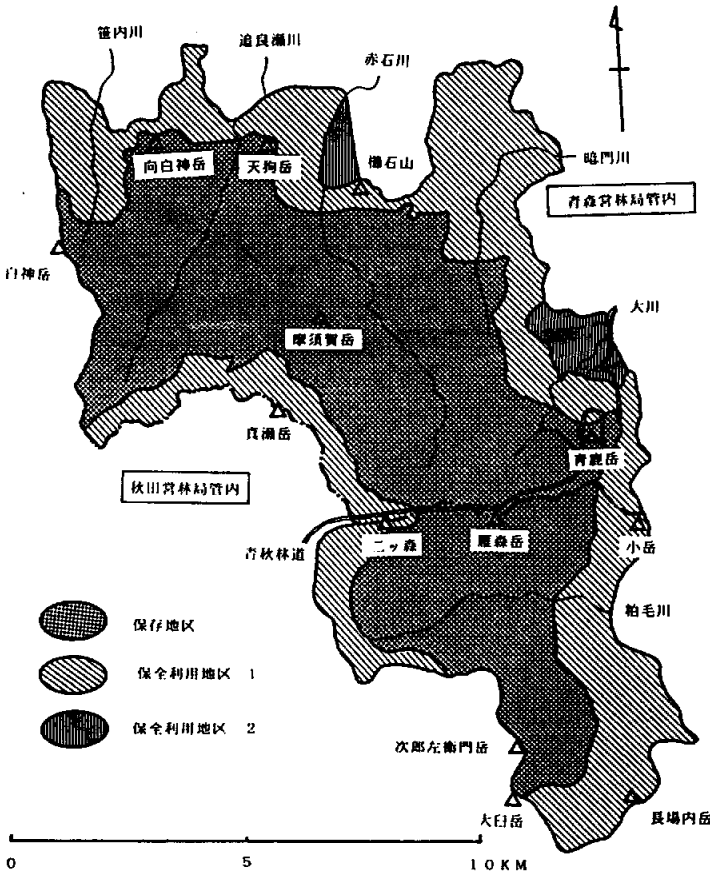 笹内川
追良瀬川
赤石川
向白神岳
天狗岳
櫛石山
暗門川
青森営林局管内
白神岳
大川
摩須賀岳
真瀬岳
青鹿岳
秋田営林局管内
青秋林道
二ッ森
雁森岳
小岳
粕毛川
保存地区
保全利用地区 1
保全利用地区 2
次郎左衛門岳
大臼岳
長場内岳
0
5
10KM